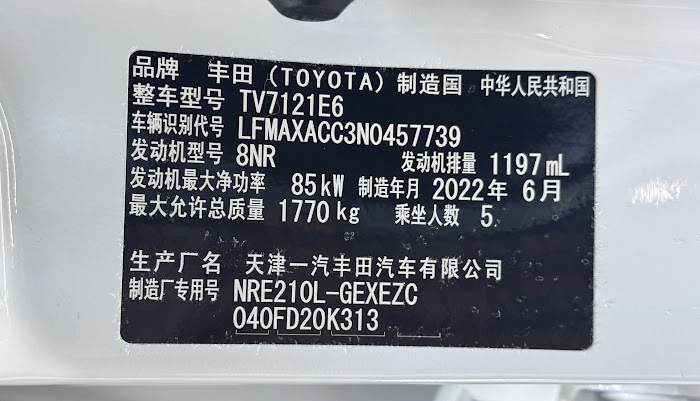 品牌 丰田(TOYOTA) 制造国 中华人民共和国
整车型号 TV7121E6
车辆识别代号 LFMAXACC3N0457739
发动机型号 8NR 发动机排量 1197mL
发动机最大净功率 85kW 制造年月 2022年 6月
最大允许总质量 1770kg 乘坐人数 5
生产厂名 天津一汽丰田汽车有限公司
制造厂专用号 NRE210L-GEXEZC
040FD20K313